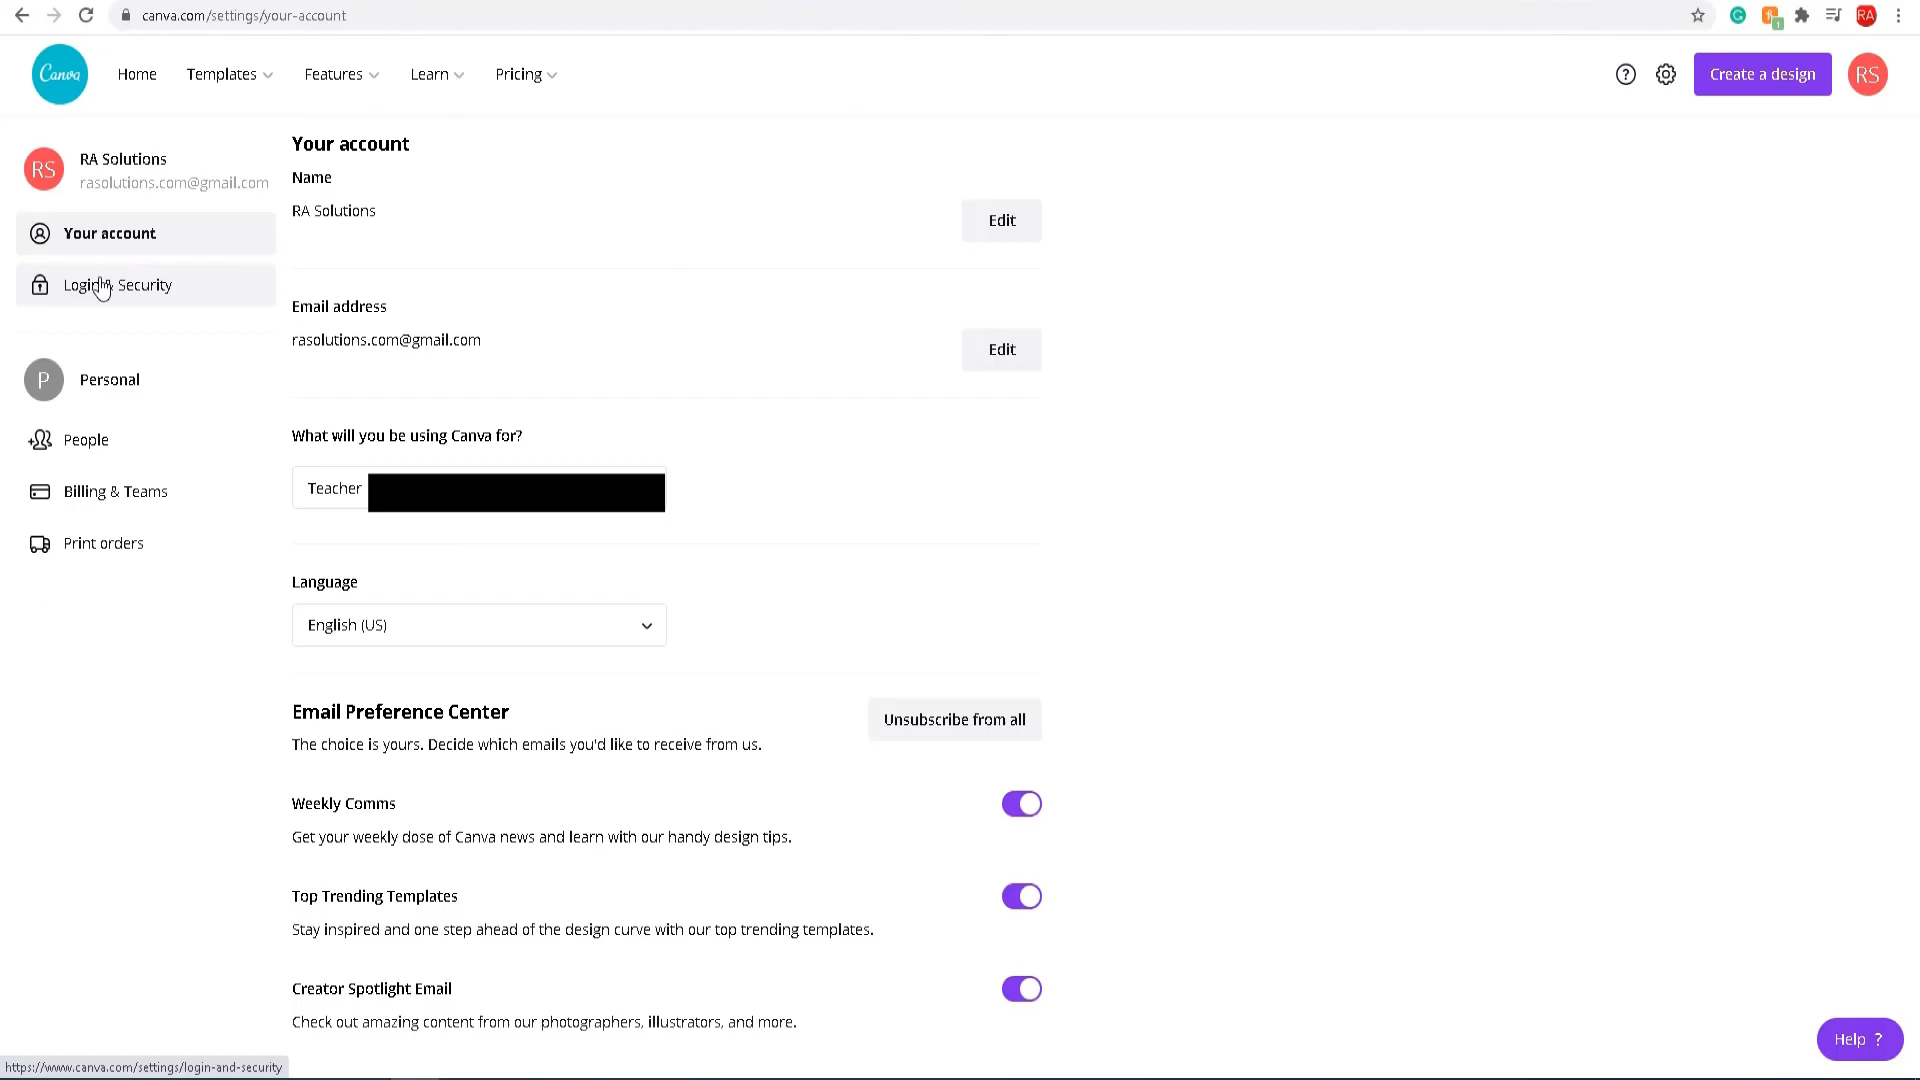 canva.com/settings/your-account
RA
1
Canva
Home
Templates
Features
Learn
Pricing
Create a design
RS
RS
RA Solutions
rasolutions.com@gmail.com
Your account
Login & Security
Personal
P
People
Billing & Teams
Print orders
Your account
Name
RA Solutions
Edit
Email address
rasolutions.com@gmail.com
Edit
What will you be using Canva for?
Teacher
Language
English (US)
Email Preference Center
Unsubscribe from all
The choice is yours. Decide which emails you'd like to receive from us.
Weekly Comms
Get your weekly dose of Canva news and learn with our handy design tips.
Top Trending Templates
Stay inspired and one step ahead of the design curve with our top trending templates.
Creator Spotlight Email
Check out amazing content from our photographers, illustrators, and more.
Help ?
https://www.canva.com/settings/login-and-security